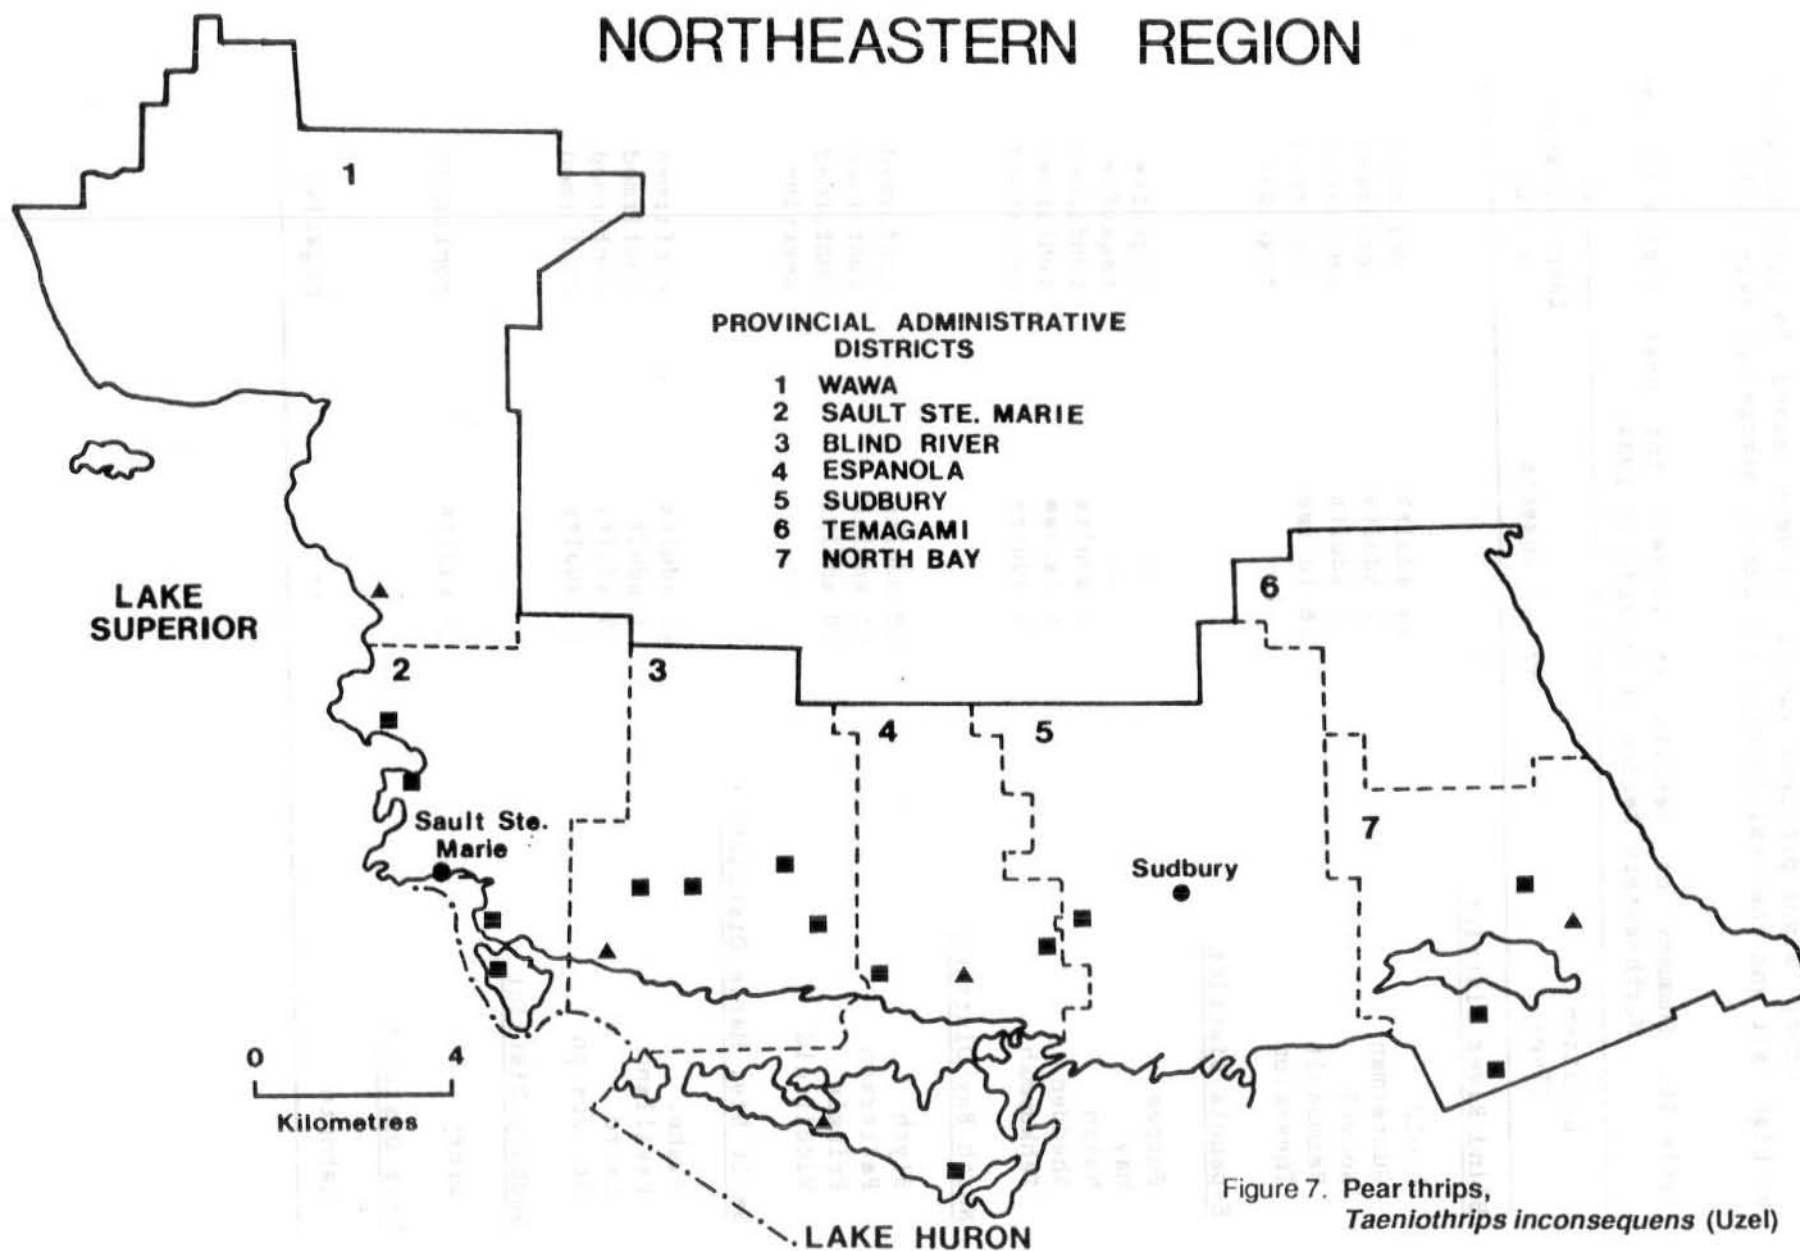 NORTHEASTERN REGION
1
PROVINCIAL ADMINISTRATIVE
DISTRICTS
1 WAWA
2 SAULT STE. MARIE
3 BLIND RIVER
4 ESPANOLA
5 SUDBURY
6 TEMAGAMI
7 NORTH BAY
LAKE
SUPERIOR
6
2
3
4
5
7
Sault Ste.
Marie
Sudbury
0 4
Kilometres
LAKE HURON
Figure 7. Pear thrips,
Taeniothrips inconsequens (Uzel)